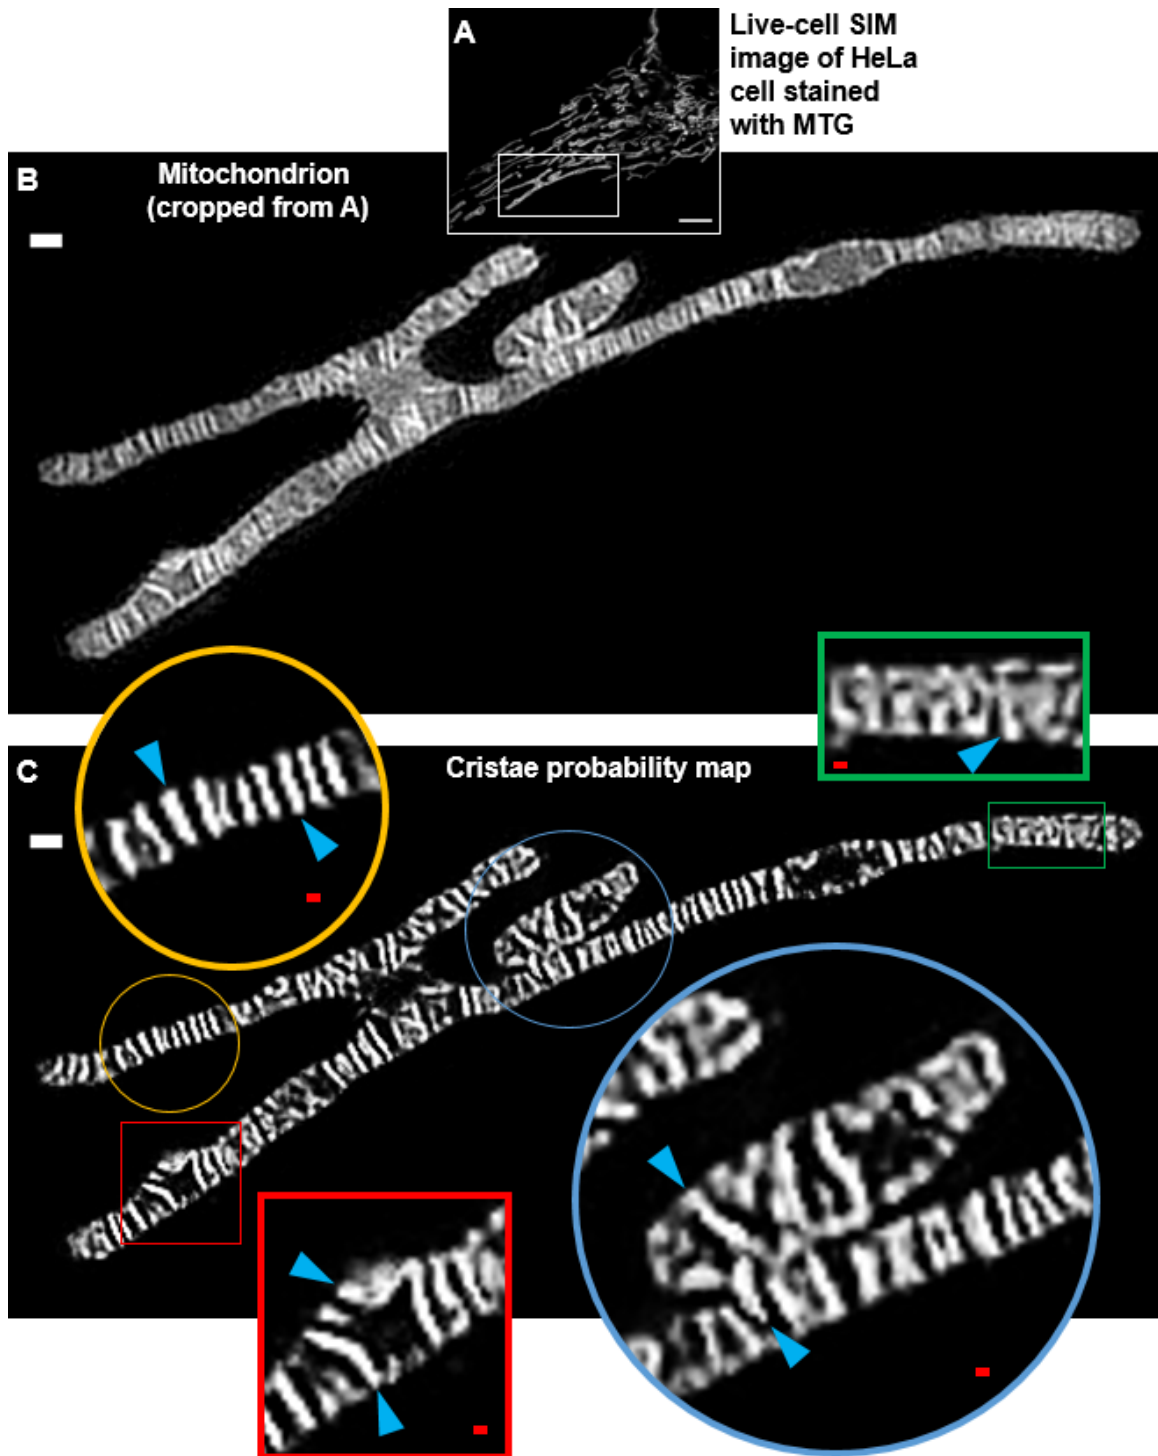 A
Live-cell SIM
image of HeLa
cell stained
with MTG
B
Mitochondrion
(cropped from A)
C
Cristae probability map